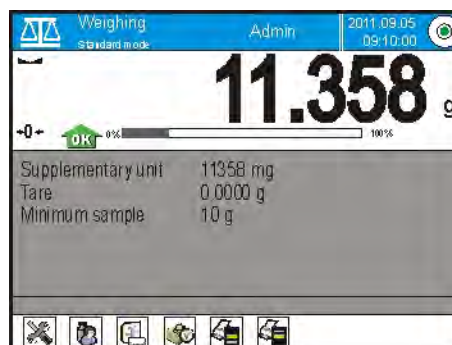 Weighing
Standard mode
Admin
2011.09.05
09:10:00
11.358 g
+0+
OK
0%
100%
Supplementary unit 11358 mg
Tare 0.0000 g
Minimum sample 10 g